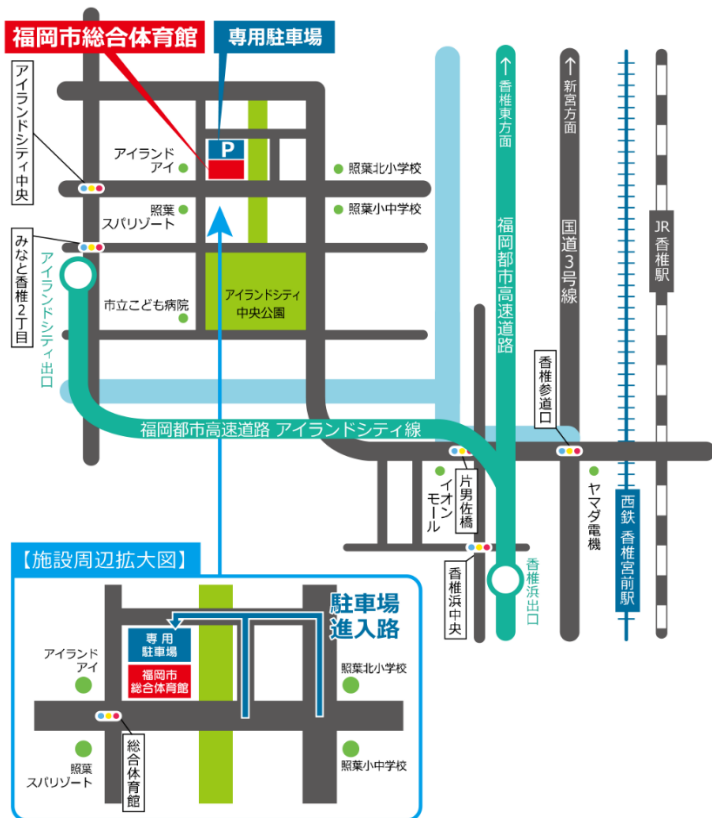 福岡市総合体育館
専用駐車場
アイランドシティ中央
↑香椎東方面
↑新宮方面
P
アイランド
アイ
照葉北小学校
照葉
スパリゾート
照葉小中学校
みなと香椎2丁目
アイランドシティ出口
市立こども病院
アイランドシティ
中央公園
福岡都市高速道路
国道3号線
JR香椎駅
香椎参道口
福岡都市高速道路 アイランドシティ線
イオン
モール
片男佐橋
ヤマダ電機
西鉄 香椎宮前駅
香椎浜中央
香椎浜出口
【施設周辺拡大図】
駐車場
進入路
専用
駐車場
福岡市
総合体育館
アイランド
アイ
照葉北小学校
総合体育館
照葉
スパリゾート
照葉小中学校